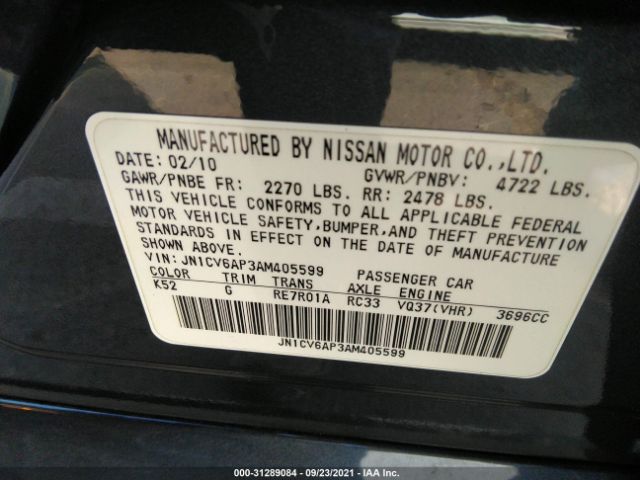 MANUFACTURED BY NISSAN MOTOR CO.,LTD.
DATE: 02/10 GVWR/PNBV: 4722 LBS.
GAWR/PNBE FR: 2270 LBS. RR: 2478 LBS.
THIS VEHICLE CONFORMS TO ALL APPLICABLE FEDERAL
MOTOR VEHICLE SAFETY,BUMPER,AND THEFT PREVENTION
STANDARDS IN EFFECT ON THE DATE OF MANUFACTURE
SHOWN ABOVE.
VIN: JN1CV6AP3AM405599 PASSENGER CAR
COLOR TRIM TRANS AXLE ENGINE
K52 G RE7R01A RC33 VQ37(VHR) 3696CC
JN1CV6AP3AM405599
000-31289084 - 09/23/2021 - IAA Inc.